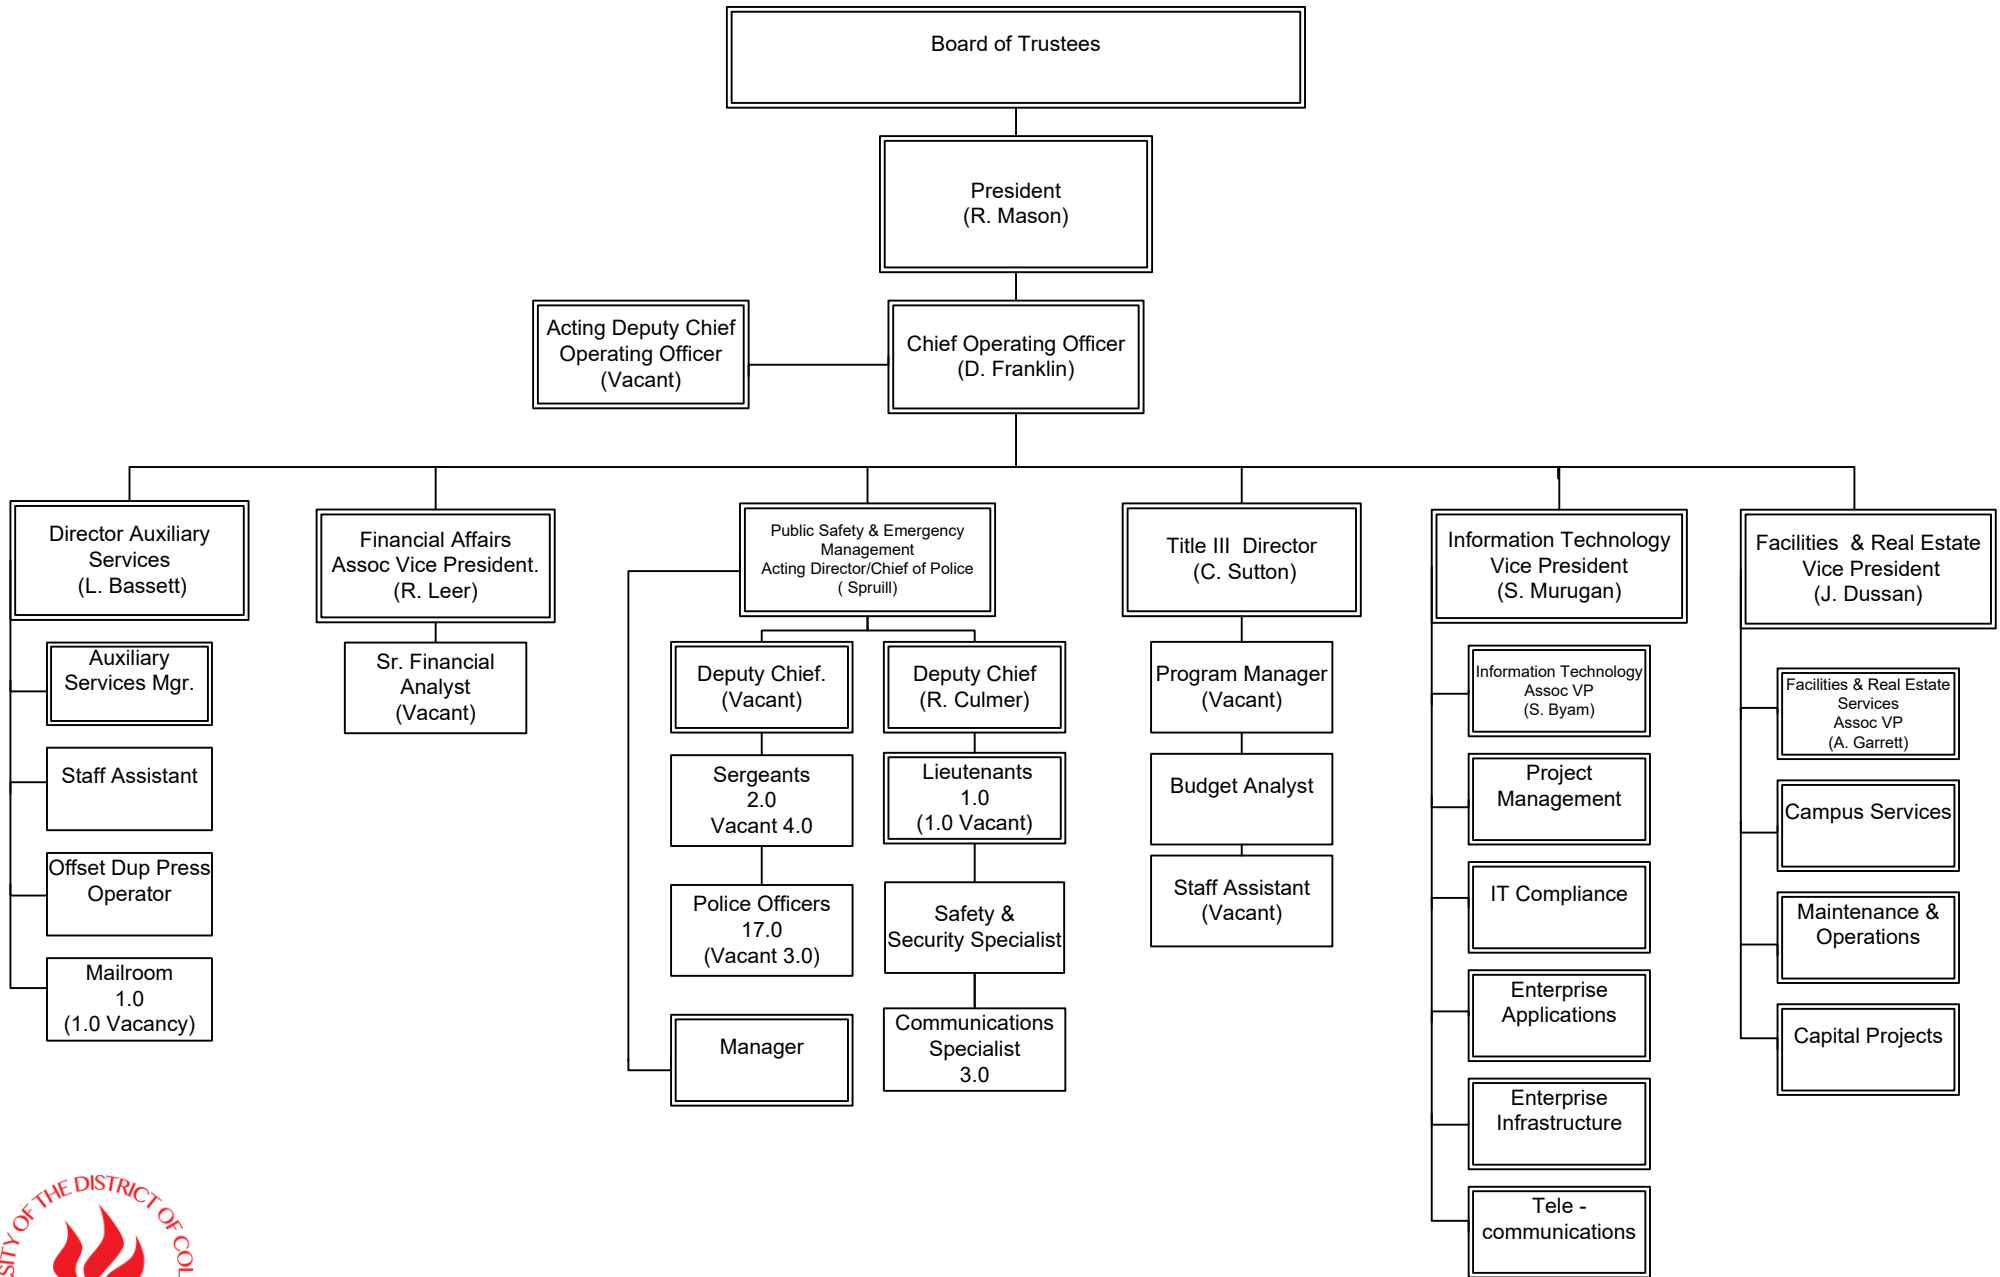 Board of Trustees
President
(R. Mason)
Acting Deputy Chief
Operating Officer
(Vacant)
Chief Operating Officer
(D. Franklin)
Director Auxiliary
Services
(L. Bassett)
Auxiliary
Services Mgr.
Staff Assistant
Offset Dup Press
Operator
Mailroom
1.0
(1.0 Vacancy)
Financial Affairs
Assoc Vice President.
(R. Leer)
Sr. Financial
Analyst
(Vacant)
Public Safety & Emergency
Management
Acting Director/Chief of Police
( Spruill)
Deputy Chief.
(Vacant)
Sergeants
2.0
Vacant 4.0
Police Officers
17.0
(Vacant 3.0)
Manager
Deputy Chief
(R. Culmer)
Lieutenants
1.0
(1.0 Vacant)
Safety &
Security Specialist
Communications
Specialist
3.0
Title III  Director
(C. Sutton)
Program Manager
(Vacant)
Budget Analyst
Staff Assistant
(Vacant)
Information Technology
Vice President
(S. Murugan)
Information Technology
Assoc VP
(S. Byam)
Project
Management
IT Compliance
Enterprise
Applications
Enterprise
Infrastructure
Tele -
communications
Facilities  & Real Estate
Vice President
(J. Dussan)
Facilities & Real Estate
Services
Assoc VP
(A. Garrett)
Campus Services
Maintenance &
Operations
Capital Projects
SITY OF THE DISTRICT OF COL